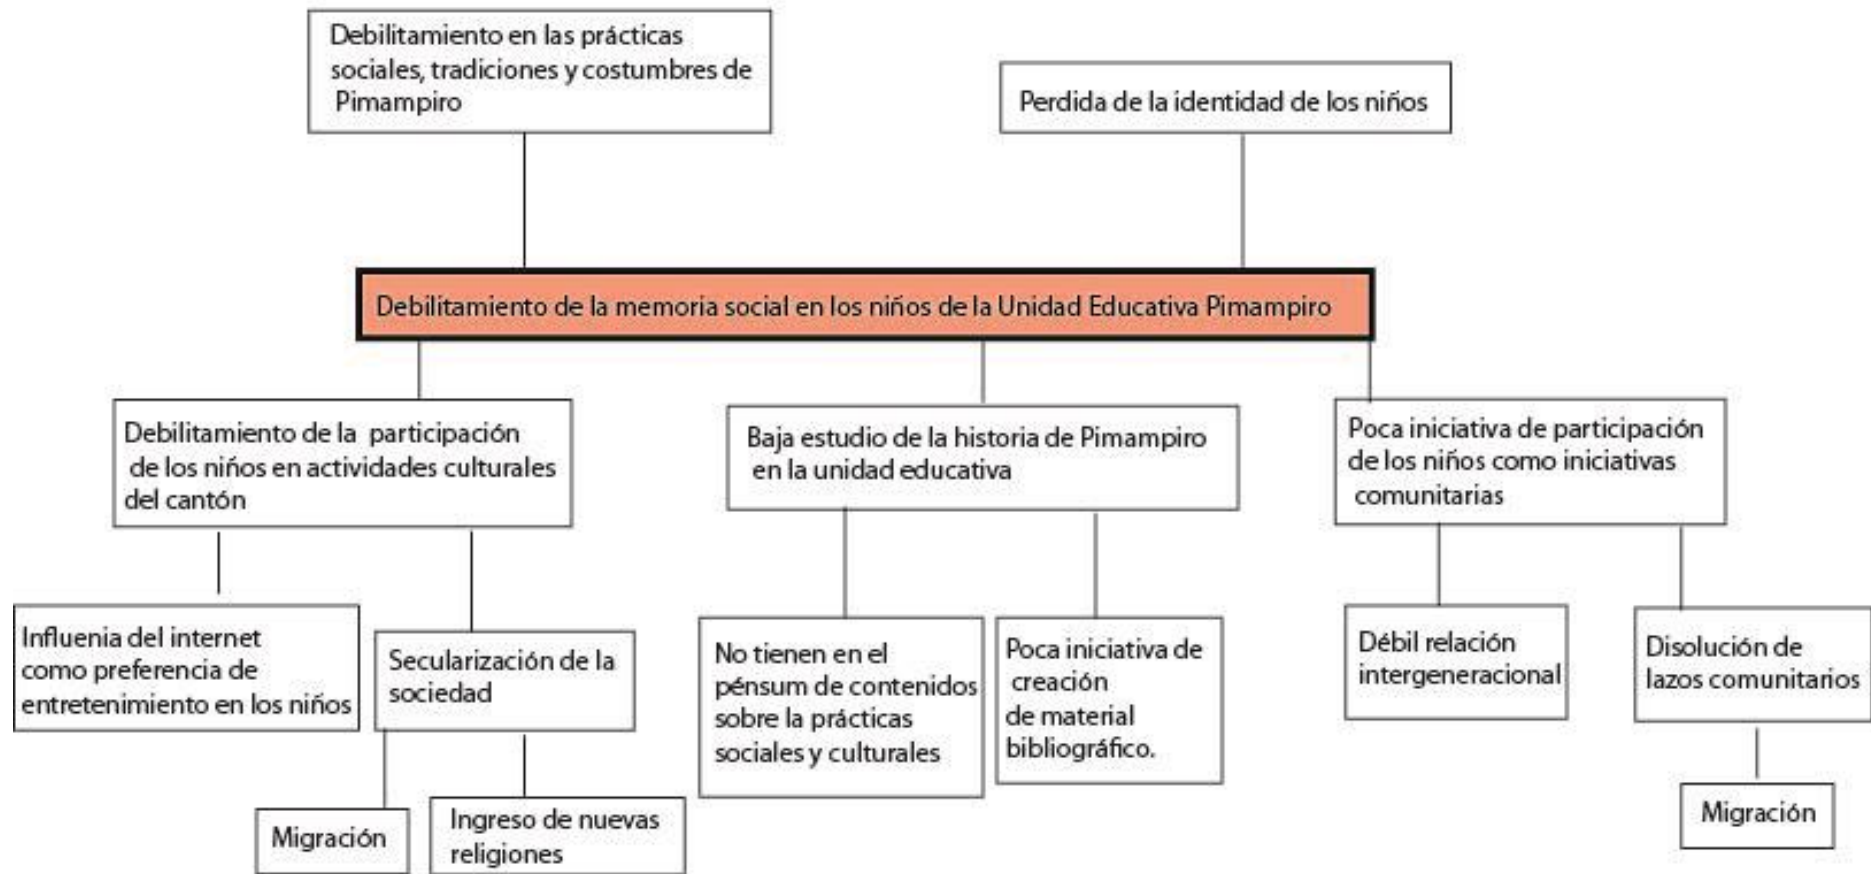 Debilitamiento en las prácticas
sociales, tradiciones y costumbres de
Pimampiro
Perdida de la identidad de los niños
Debilitamiento de la memoria social en los niños de la Unidad Educativa Pimampiro
Debilitamiento de la participación
de los niños en actividades culturales
del cantón
Baja estudio de la historia de Pimampiro
en la unidad educativa
Poca iniciativa de participación
de los niños como iniciativas
comunitarias
Influenia del internet
como preferencia de
entretenimiento en los niños
Secularización de la
sociedad
No tienen en el
pénsum de contenidos
sobre la prácticas
sociales y culturales
Poca iniciativa de
creación
de material
bibliográfico.
Débil relación
intergeneracional
Disolución de
lazos comunitarios
Migración
Ingreso de nuevas
religiones
Migración